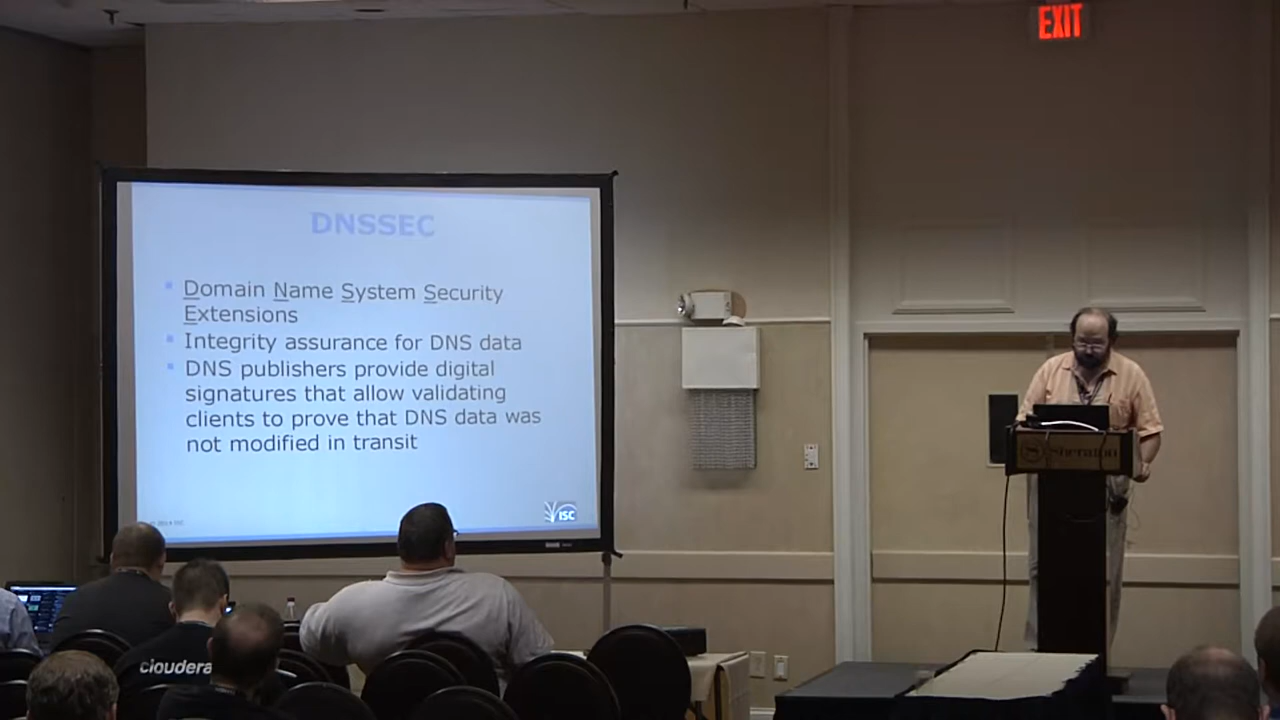 EXIT
DNSSEC
Domain Name System Security
Extensions
Integrity assurance for DNS data
DNS publishers provide digital
signatures that allow validating
clients to prove that DNS data was
not modified in transit
ISC
Sheraton
cloudera